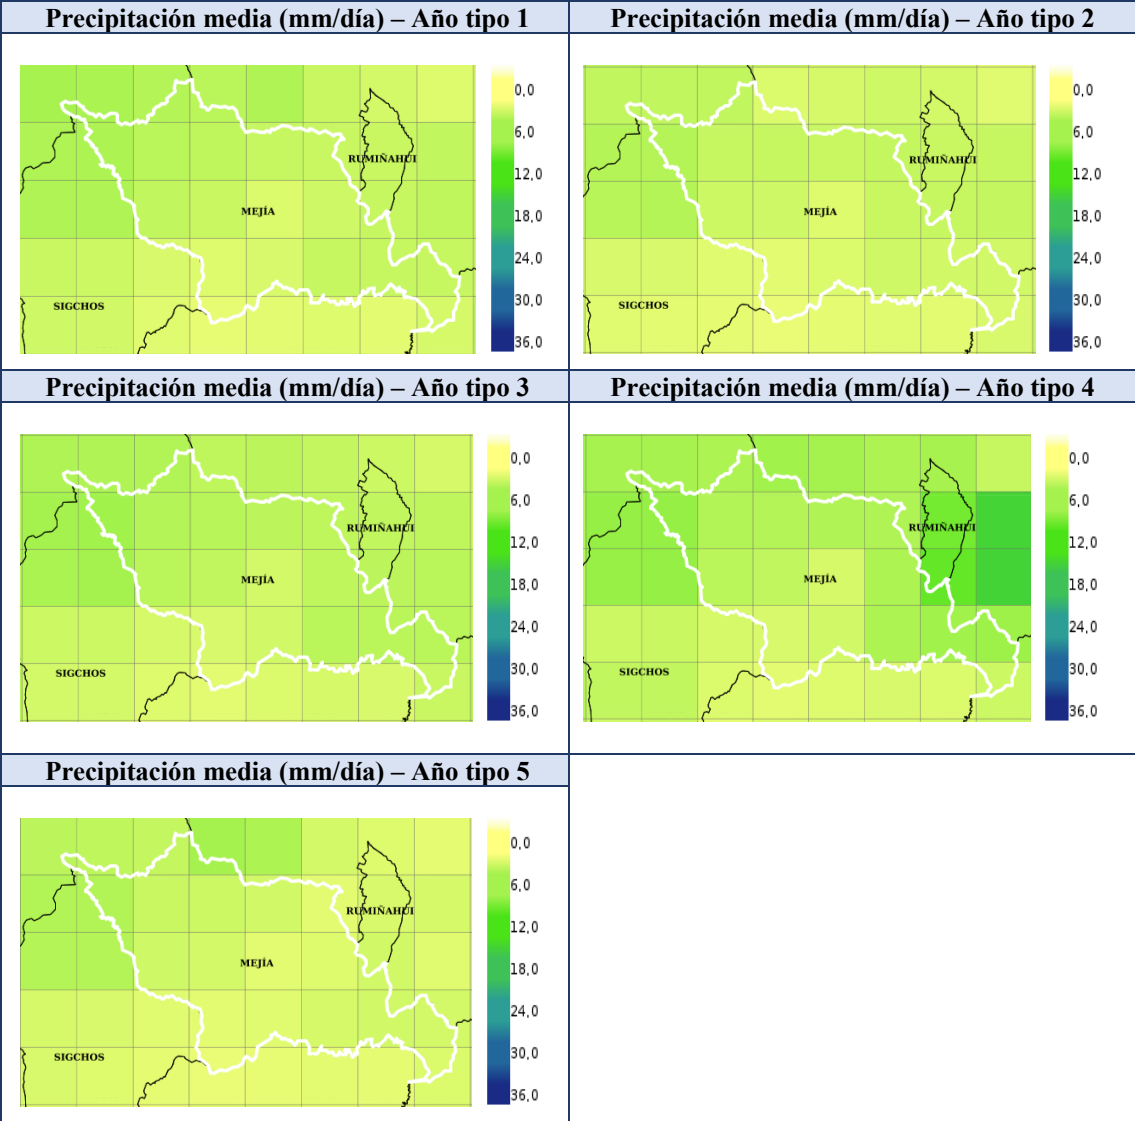 Precipitación media (mm/día) – Año tipo 1
Precipitación media (mm/día) – Año tipo 2
RUMIÑAHUI
MEJÍA
SIGCHOS
0,0
6,0
12,0
18,0
24,0
30,0
36,0
RUMIÑAHUI
MEJÍA
SIGCHOS
0,0
6,0
12,0
18,0
24,0
30,0
36,0
Precipitación media (mm/día) – Año tipo 3
Precipitación media (mm/día) – Año tipo 4
RUMIÑAHUI
MEJÍA
SIGCHOS
0,0
6,0
12,0
18,0
24,0
30,0
36,0
RUMIÑAHUI
MEJÍA
SIGCHOS
0,0
6,0
12,0
18,0
24,0
30,0
36,0
Precipitación media (mm/día) – Año tipo 5
RUMIÑAHUI
MEJÍA
SIGCHOS
0,0
6,0
12,0
18,0
24,0
30,0
36,0